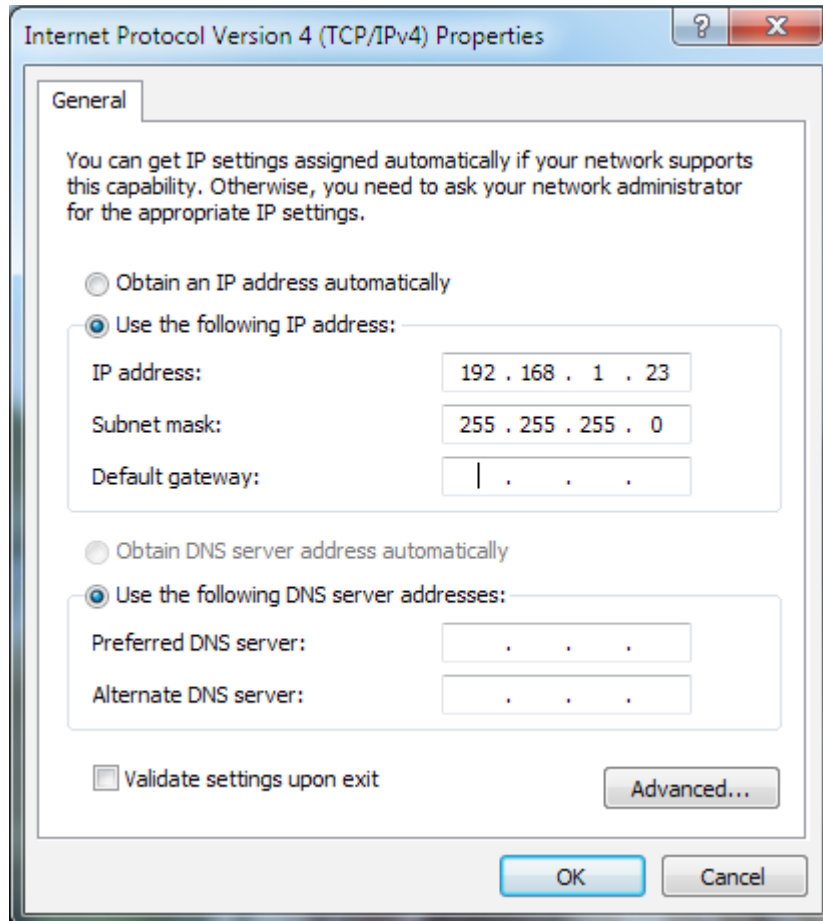 Internet Protocol Version 4 (TCP/IPv4) Properties
General
You can get IP settings assigned automatically if your network supports
this capability. Otherwise, you need to ask your network administrator
for the appropriate IP settings.
Obtain an IP address automatically
Use the following IP address:
IP address: 192 . 168 . 1 . 23
Subnet mask: 255 . 255 . 255 . 0
Default gateway: . . .
Obtain DNS server address automatically
Use the following DNS server addresses:
Preferred DNS server: . . .
Alternate DNS server: . . .
Validate settings upon exit
Advanced...
OK Cancel